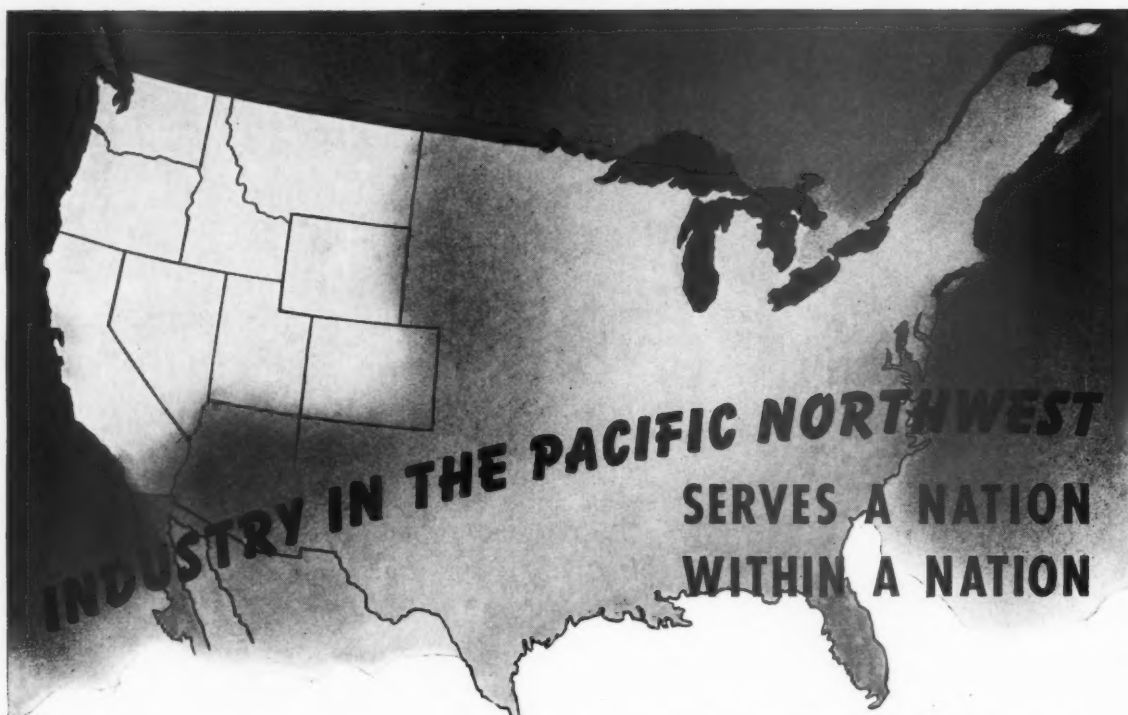 INDUSTRY IN THE PACIFIC NORTHWEST
SERVES A NATION
WITHIN A NATION